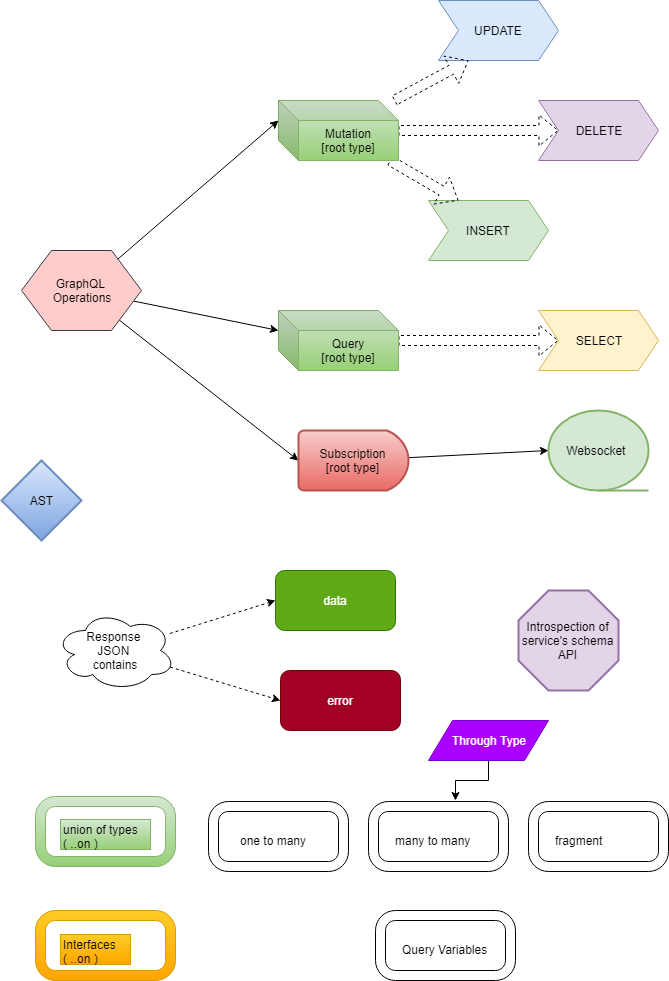 UPDATE
Mutation
[root type]
DELETE
INSERT
GraphQL
Operations
Query
[root type]
SELECT
Subscription
[root type]
Websocket
AST
data
Response
JSON
contains
Introspection of
service's schema
API
error
Through Type
union of types
( ..on )
one to many
many to many
fragment
Interfaces
( ..on )
Query Variables